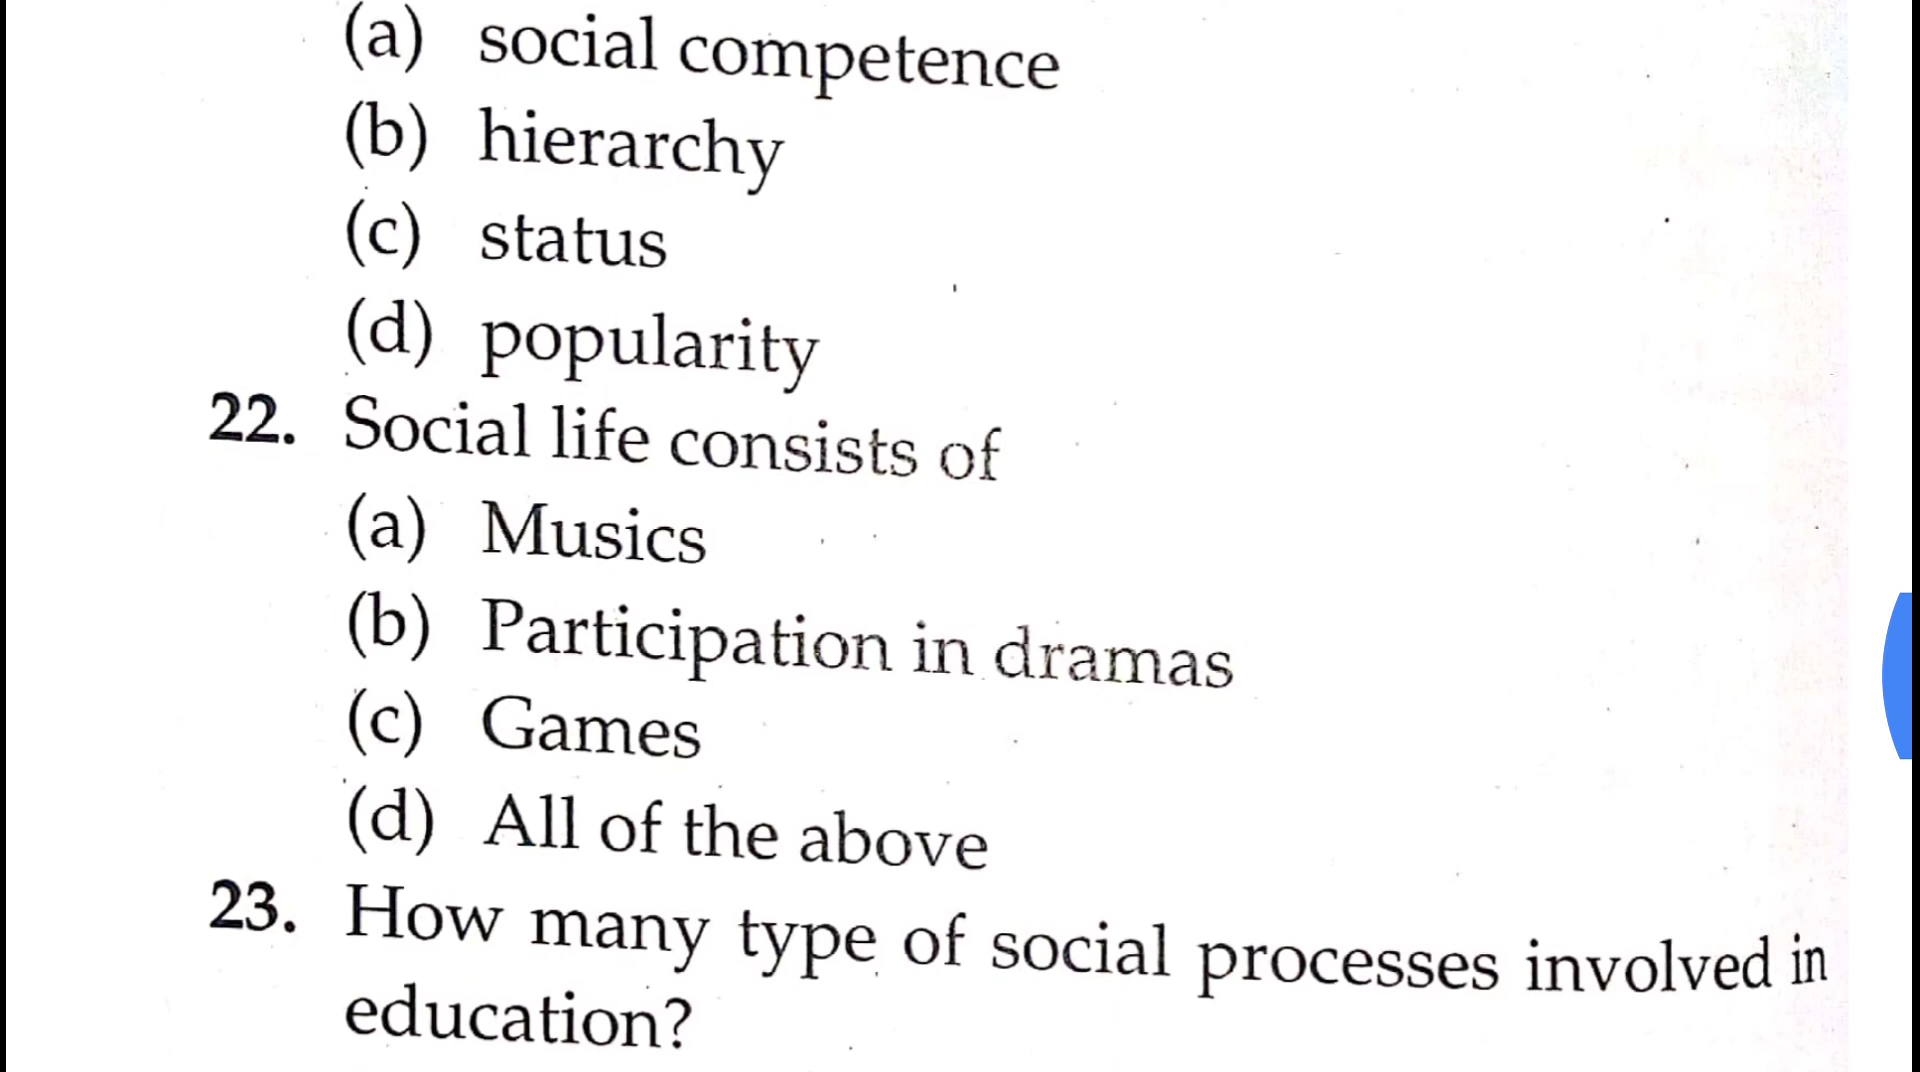 (a) social competence
(b) hierarchy
(c) status
(d) popularity
22. Social life consists of
(a) Musics
(b) Participation in dramas
(c) Games
(d) All of the above
23. How many type of social processes involved in
education?